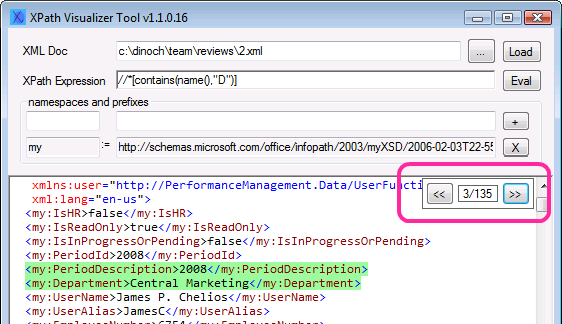 XPath Visualizer Tool v1.1.0.16
XML Doc c:\dinoch\team\reviews\2.xml ... Load
XPath Expression //*[contains(name(),"D")] Eval
namespaces and prefixes
+
my := http://schemas.microsoft.com/office/infopath/2003/myXSD/2006-02-03T22-55 X
xmlns:user="http://PerformanceManagement.Data/UserFuncti << 3/135 >>
xml:lang="en-us">
<my:IsHR>false</my:IsHR>
<my:IsReadOnly>true</my:IsReadOnly>
<my:IsInProgressOrPending>false</my:IsInProgressOrPending>
<my:PeriodId>2008</my:PeriodId>
<my:PeriodDescription>2008</my:PeriodDescription>
<my:Department>Central Marketing</my:Department>
<my:UserName>James P. Chelios</my:UserName>
<my:UserAlias>JamesC</my:UserAlias>